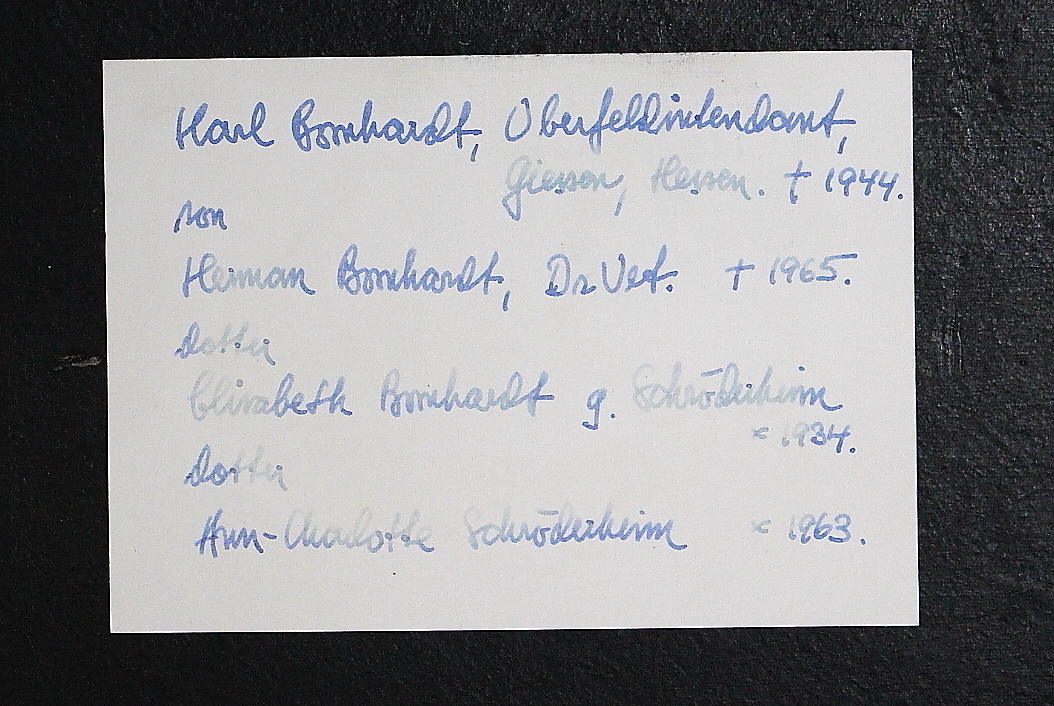 Karl Bornhardt, Oberfeldintendant,
Giessen, Hessen. † 1944.
son
Herman Bornhardt, Dr Vet. † 1965.
dotter
Elisabeth Bornhardt g. Schröderheim
× 1934.
dotter
Ann-Charlotte Schröderheim × 1963.